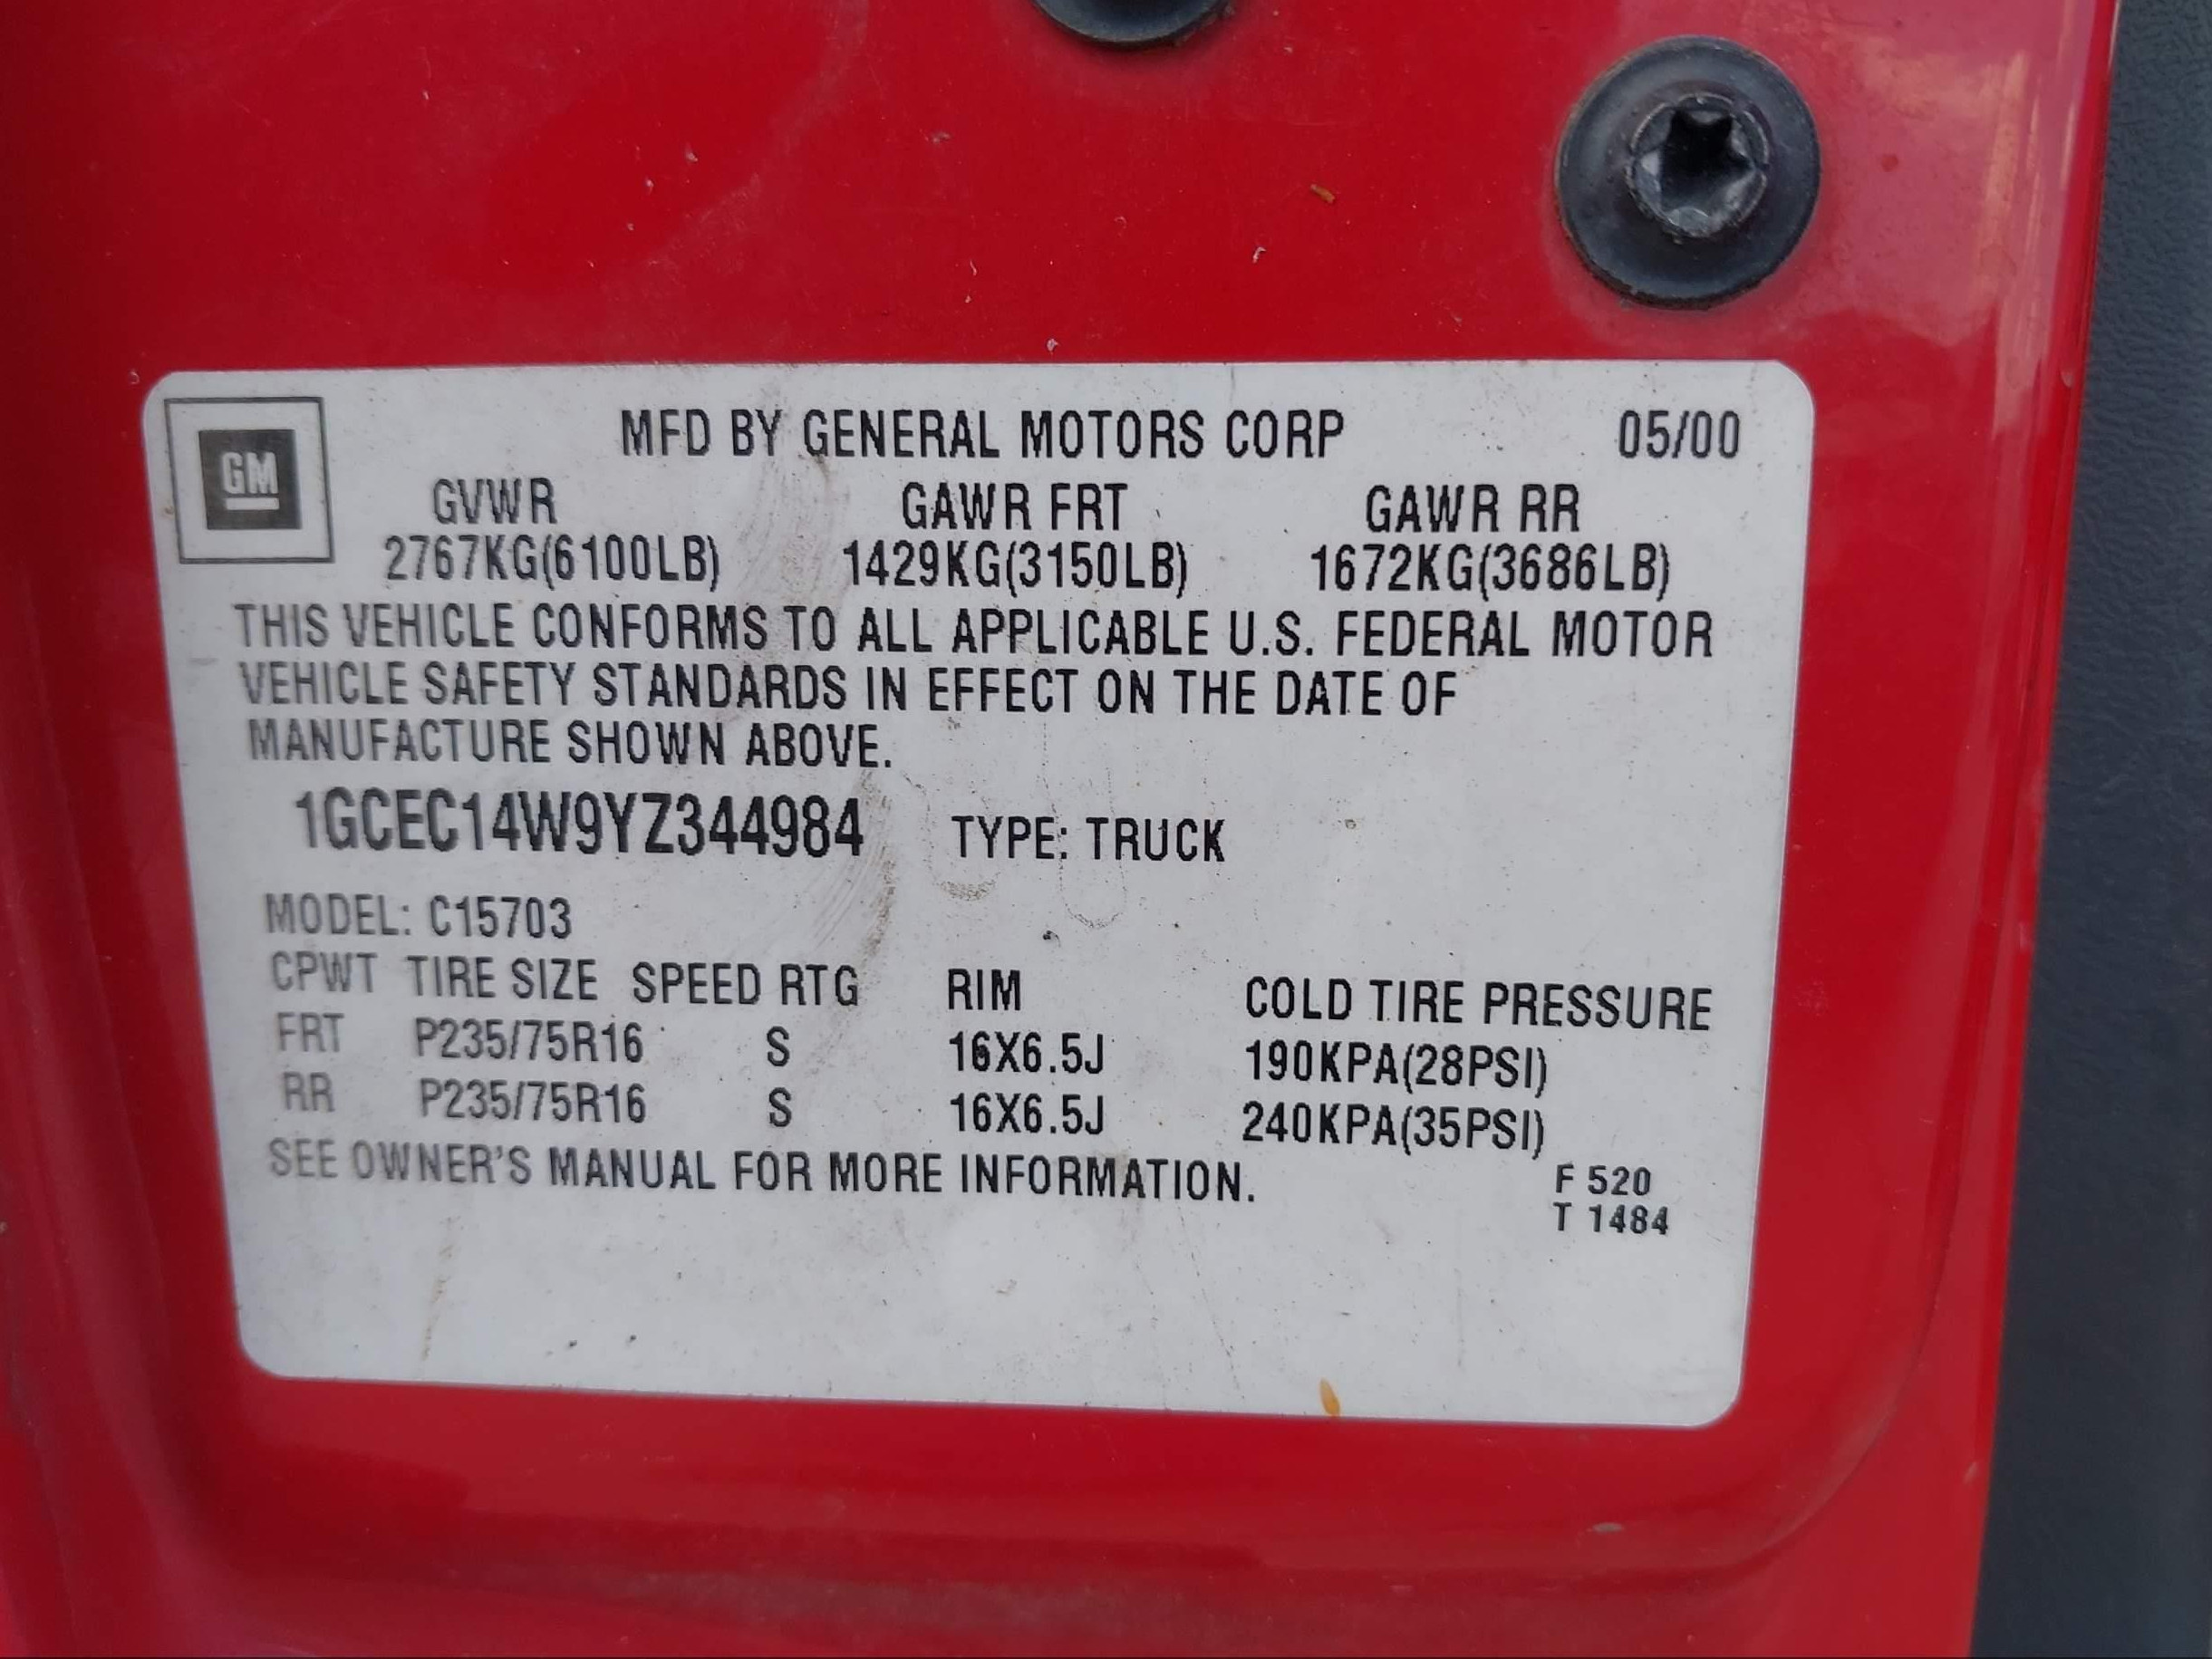 GM
MFD BY GENERAL MOTORS CORP 05/00
GVWR GAWR FRT GAWR RR
2767KG(6100LB) 1429KG(3150LB) 1672KG(3686LB)
THIS VEHICLE CONFORMS TO ALL APPLICABLE U.S. FEDERAL MOTOR
VEHICLE SAFETY STANDARDS IN EFFECT ON THE DATE OF
MANUFACTURE SHOWN ABOVE.
1GCEC14W9YZ344984 TYPE: TRUCK
MODEL: C15703
CPWT TIRE SIZE SPEED RTG RIM COLD TIRE PRESSURE
FRT P235/75R16 S 16X6.5J 190KPA(28PSI)
RR P235/75R16 S 16X6.5J 240KPA(35PSI)
SEE OWNER'S MANUAL FOR MORE INFORMATION.
F 520
T 1484